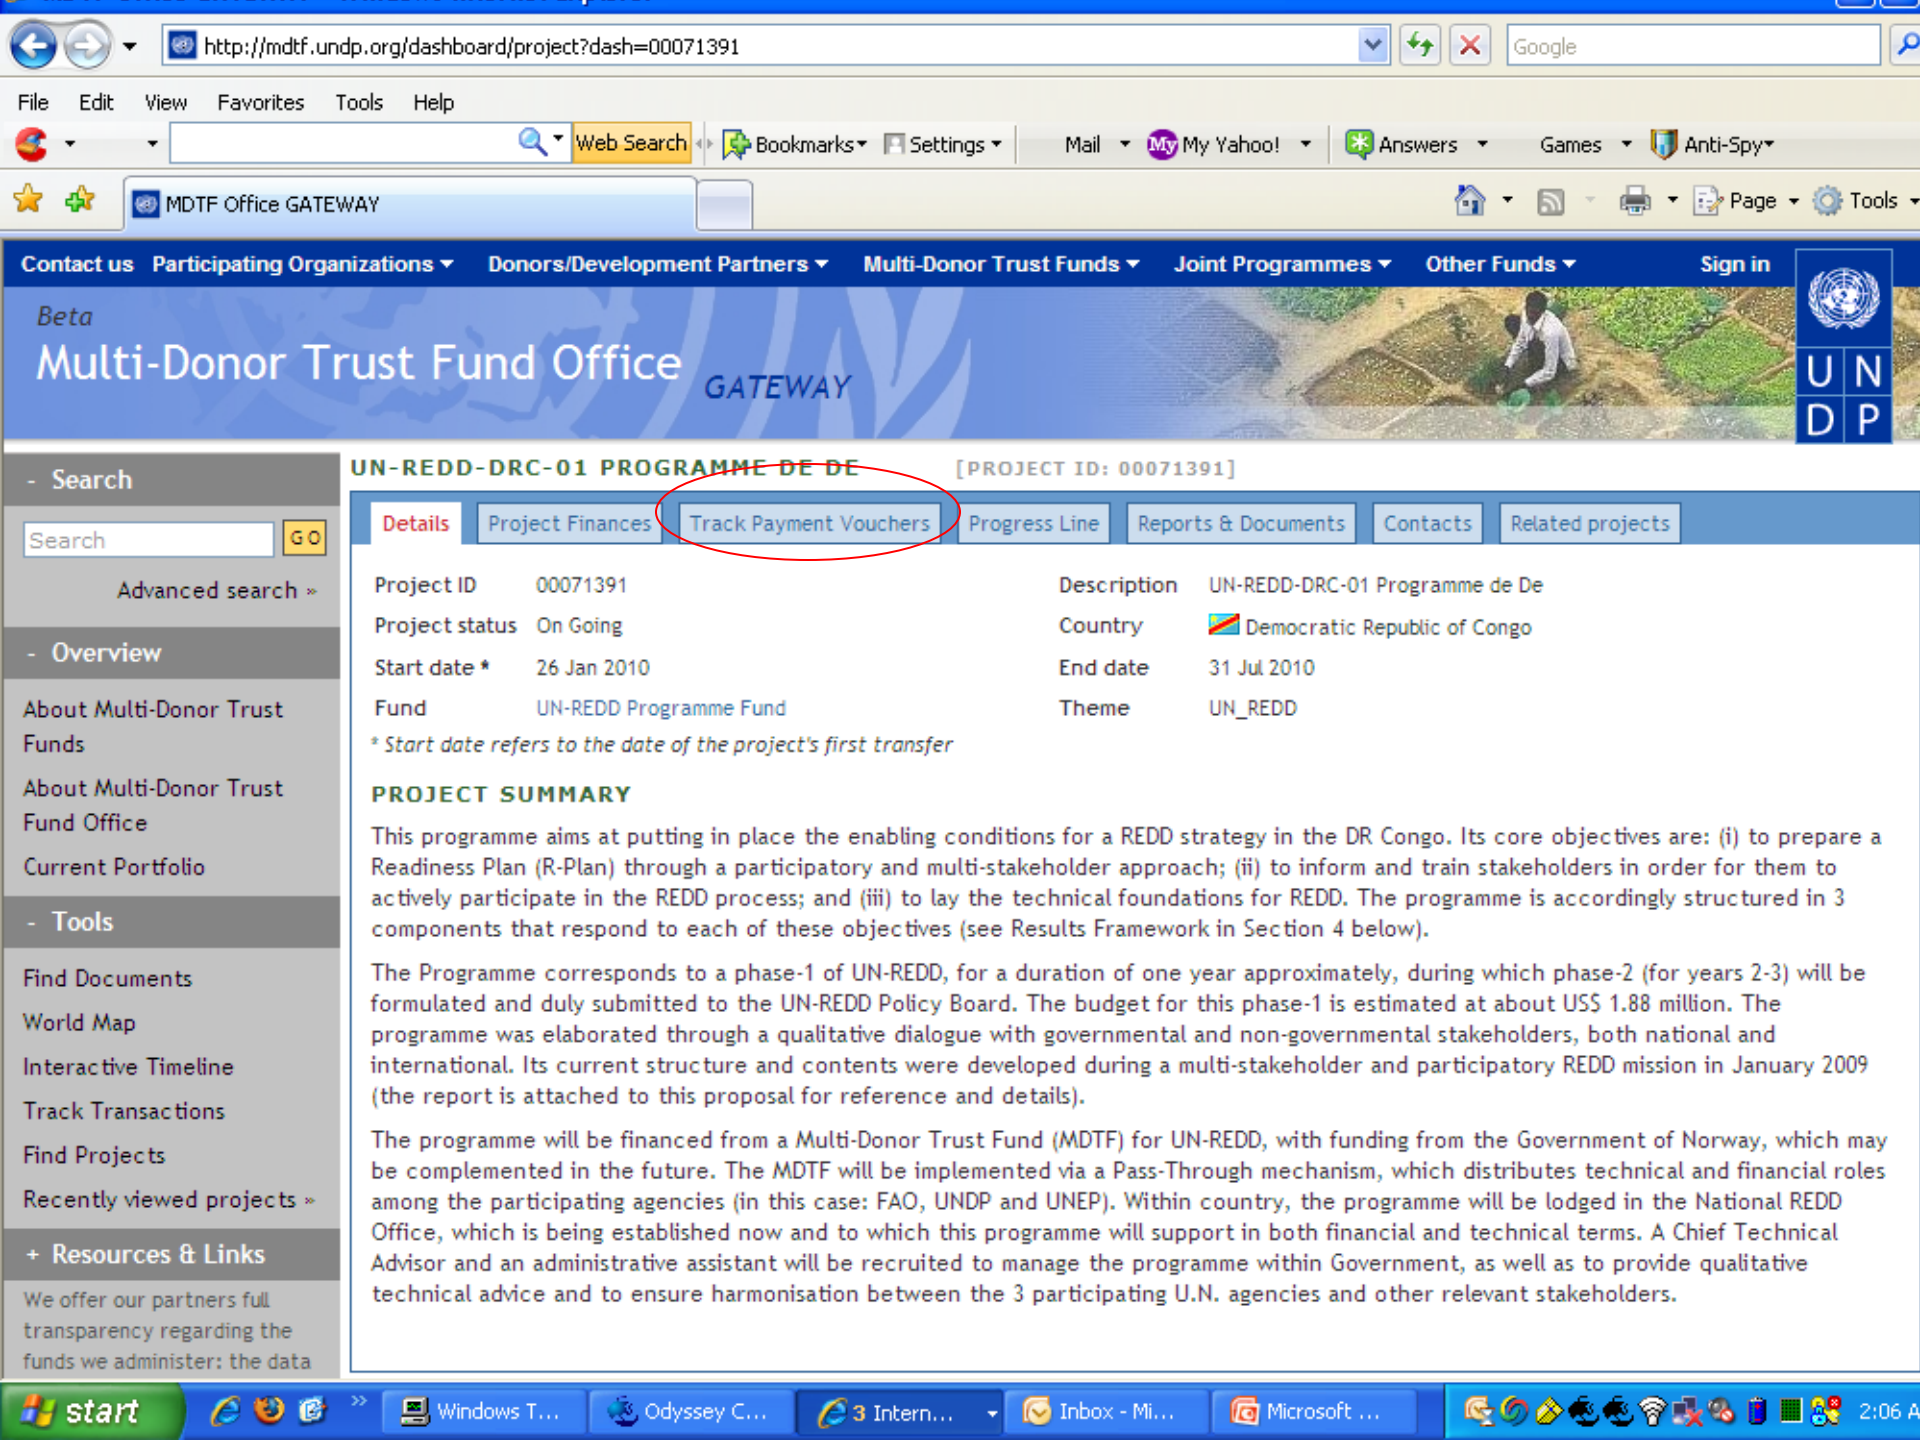 http://mdtf.undp.org/dashboard/project?dash=00071391
Google
File Edit View Favorites Tools Help
Web Search Bookmarks Settings Mail My My Yahoo! Answers Games Anti-Spy
MDTF Office GATEWAY
Page Tools
Contact us Participating Organizations Donors/Development Partners Multi-Donor Trust Funds Joint Programmes Other Funds Sign in
Beta
Multi-Donor Trust Fund Office GATEWAY
U N
D P
- Search
Search GO
Advanced search »
- Overview
About Multi-Donor Trust
Funds
About Multi-Donor Trust
Fund Office
Current Portfolio
- Tools
Find Documents
World Map
Interactive Timeline
Track Transactions
Find Projects
Recently viewed projects »
+ Resources & Links
We offer our partners full
transparency regarding the
funds we administer: the data
UN-REDD-DRC-01 PROGRAMME DE DE [PROJECT ID: 00071391]
Details Project Finances Track Payment Vouchers Progress Line Reports & Documents Contacts Related projects
Project ID 00071391 Description UN-REDD-DRC-01 Programme de De
Project status On Going Country Democratic Republic of Congo
Start date * 26 Jan 2010 End date 31 Jul 2010
Fund UN-REDD Programme Fund Theme UN_REDD
* Start date refers to the date of the project's first transfer
PROJECT SUMMARY
This programme aims at putting in place the enabling conditions for a REDD strategy in the DR Congo. Its core objectives are: (i) to prepare a
Readiness Plan (R-Plan) through a participatory and multi-stakeholder approach; (ii) to inform and train stakeholders in order for them to
actively participate in the REDD process; and (iii) to lay the technical foundations for REDD. The programme is accordingly structured in 3
components that respond to each of these objectives (see Results Framework in Section 4 below).
The Programme corresponds to a phase-1 of UN-REDD, for a duration of one year approximately, during which phase-2 (for years 2-3) will be
formulated and duly submitted to the UN-REDD Policy Board. The budget for this phase-1 is estimated at about US$ 1.88 million. The
programme was elaborated through a qualitative dialogue with governmental and non-governmental stakeholders, both national and
international. Its current structure and contents were developed during a multi-stakeholder and participatory REDD mission in January 2009
(the report is attached to this proposal for reference and details).
The programme will be financed from a Multi-Donor Trust Fund (MDTF) for UN-REDD, with funding from the Government of Norway, which may
be complemented in the future. The MDTF will be implemented via a Pass-Through mechanism, which distributes technical and financial roles
among the participating agencies (in this case: FAO, UNDP and UNEP). Within country, the programme will be lodged in the National REDD
Office, which is being established now and to which this programme will support in both financial and technical terms. A Chief Technical
Advisor and an administrative assistant will be recruited to manage the programme within Government, as well as to provide qualitative
technical advice and to ensure harmonisation between the 3 participating U.N. agencies and other relevant stakeholders.
start » Windows T... Odyssey C... 3 Intern... Inbox - Mi... Microsoft ... 2:06 A